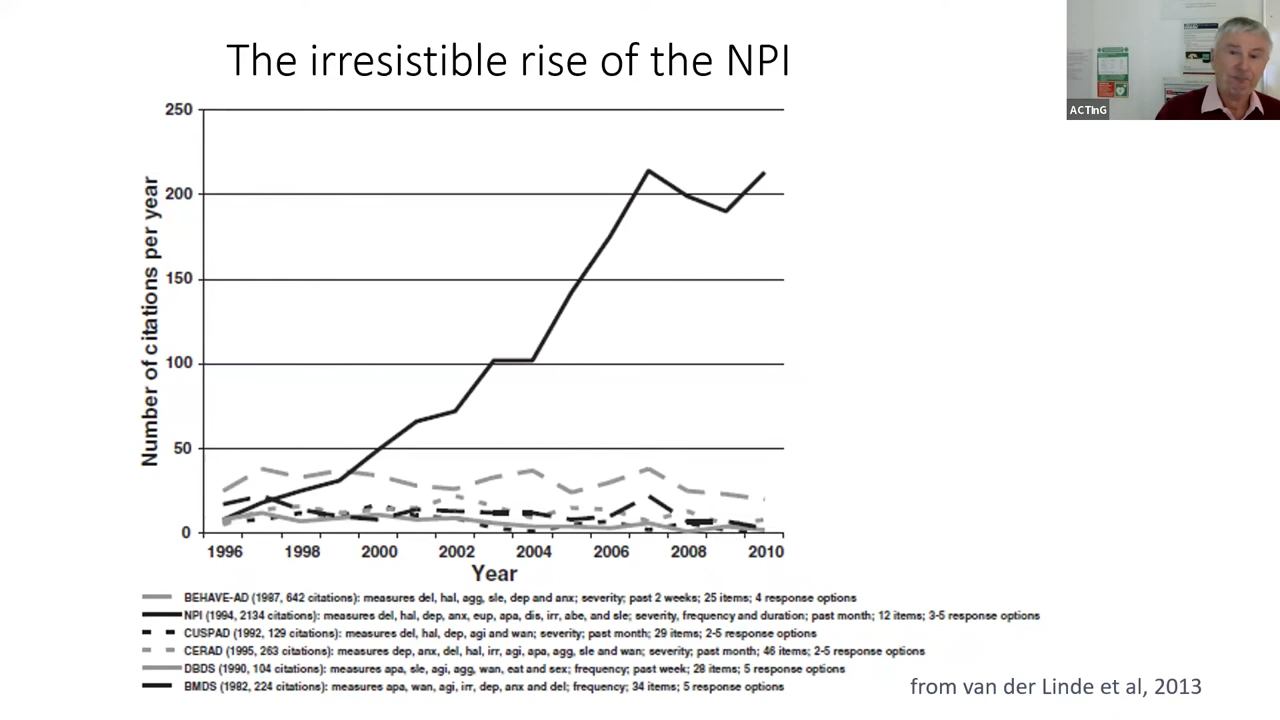 The irresistible rise of the NPI
ACTInG
250
200
150
100
50
0
Number of citations per year
1996 1998 2000 2002 2004 2006 2008 2010
Year
BEHAVE-AD (1987, 642 citations): measures del, hal, agg, sle, dep and anx; severity; past 2 weeks; 25 items; 4 response options
NPI (1994, 2134 citations): measures del, hal, dep, anx, eup, apa, dis, irr, abe, and sle; severity, frequency and duration; past month; 12 items; 3-5 response options
CUSPAD (1992, 129 citations): measures del, hal, dep, agi and wan; severity; past month; 29 items; 2-5 response options
CERAD (1995, 263 citations): measures dep, anx, del, hal, irr, agi, apa, agg, sle and wan; severity; past month; 46 items; 2-5 response options
DBDS (1990, 104 citations): measures apa, sle, agi, agg, wan, eat and sex; frequency; past week; 28 items; 5 response options
BMDS (1982, 224 citations): measures apa, wan, agi, irr, dep, anx and del; frequency; 34 items; 5 response options
from van der Linde et al, 2013